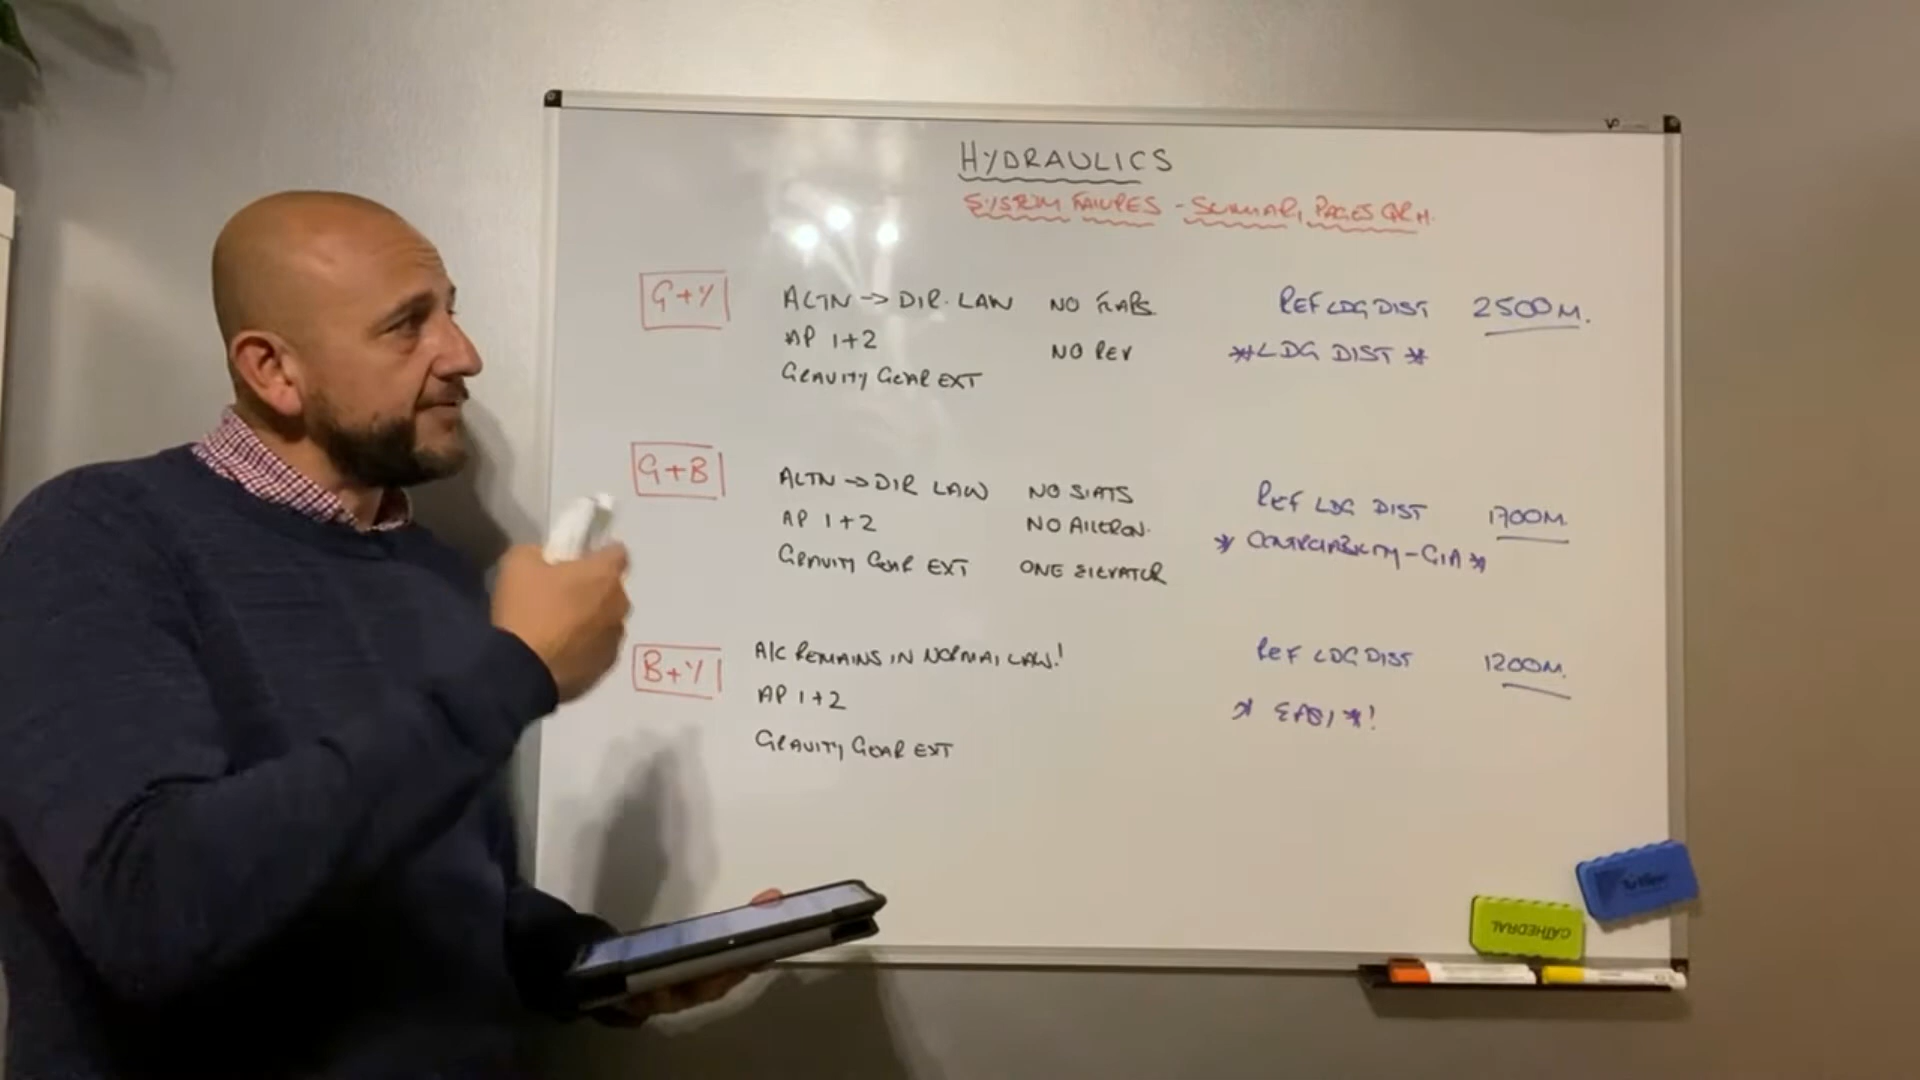 HYDRAULICS
SYSTEM FAILURES - SUMMARY PAGES QRH.
G+Y
ALTN -> DIR. LAW NO FLAPS REF LDG DIST 2500M.
AP 1+2 NO REV **LDG DIST *
GRAVITY GEAR EXT
G+B
ALTN -> DIR LAW NO SLATS REF LDG DIST 1700M.
AP 1+2 NO AILERON. * CONTROLABILITY - *
GRAVITY GEAR EXT ONE ELEVATOR
B+Y
A/C REMAINS IN NORMAL LAW! REF LDG DIST 1200M.
AP 1+2 * EASY *!
GRAVITY GEAR EXT
CATHEDRAL